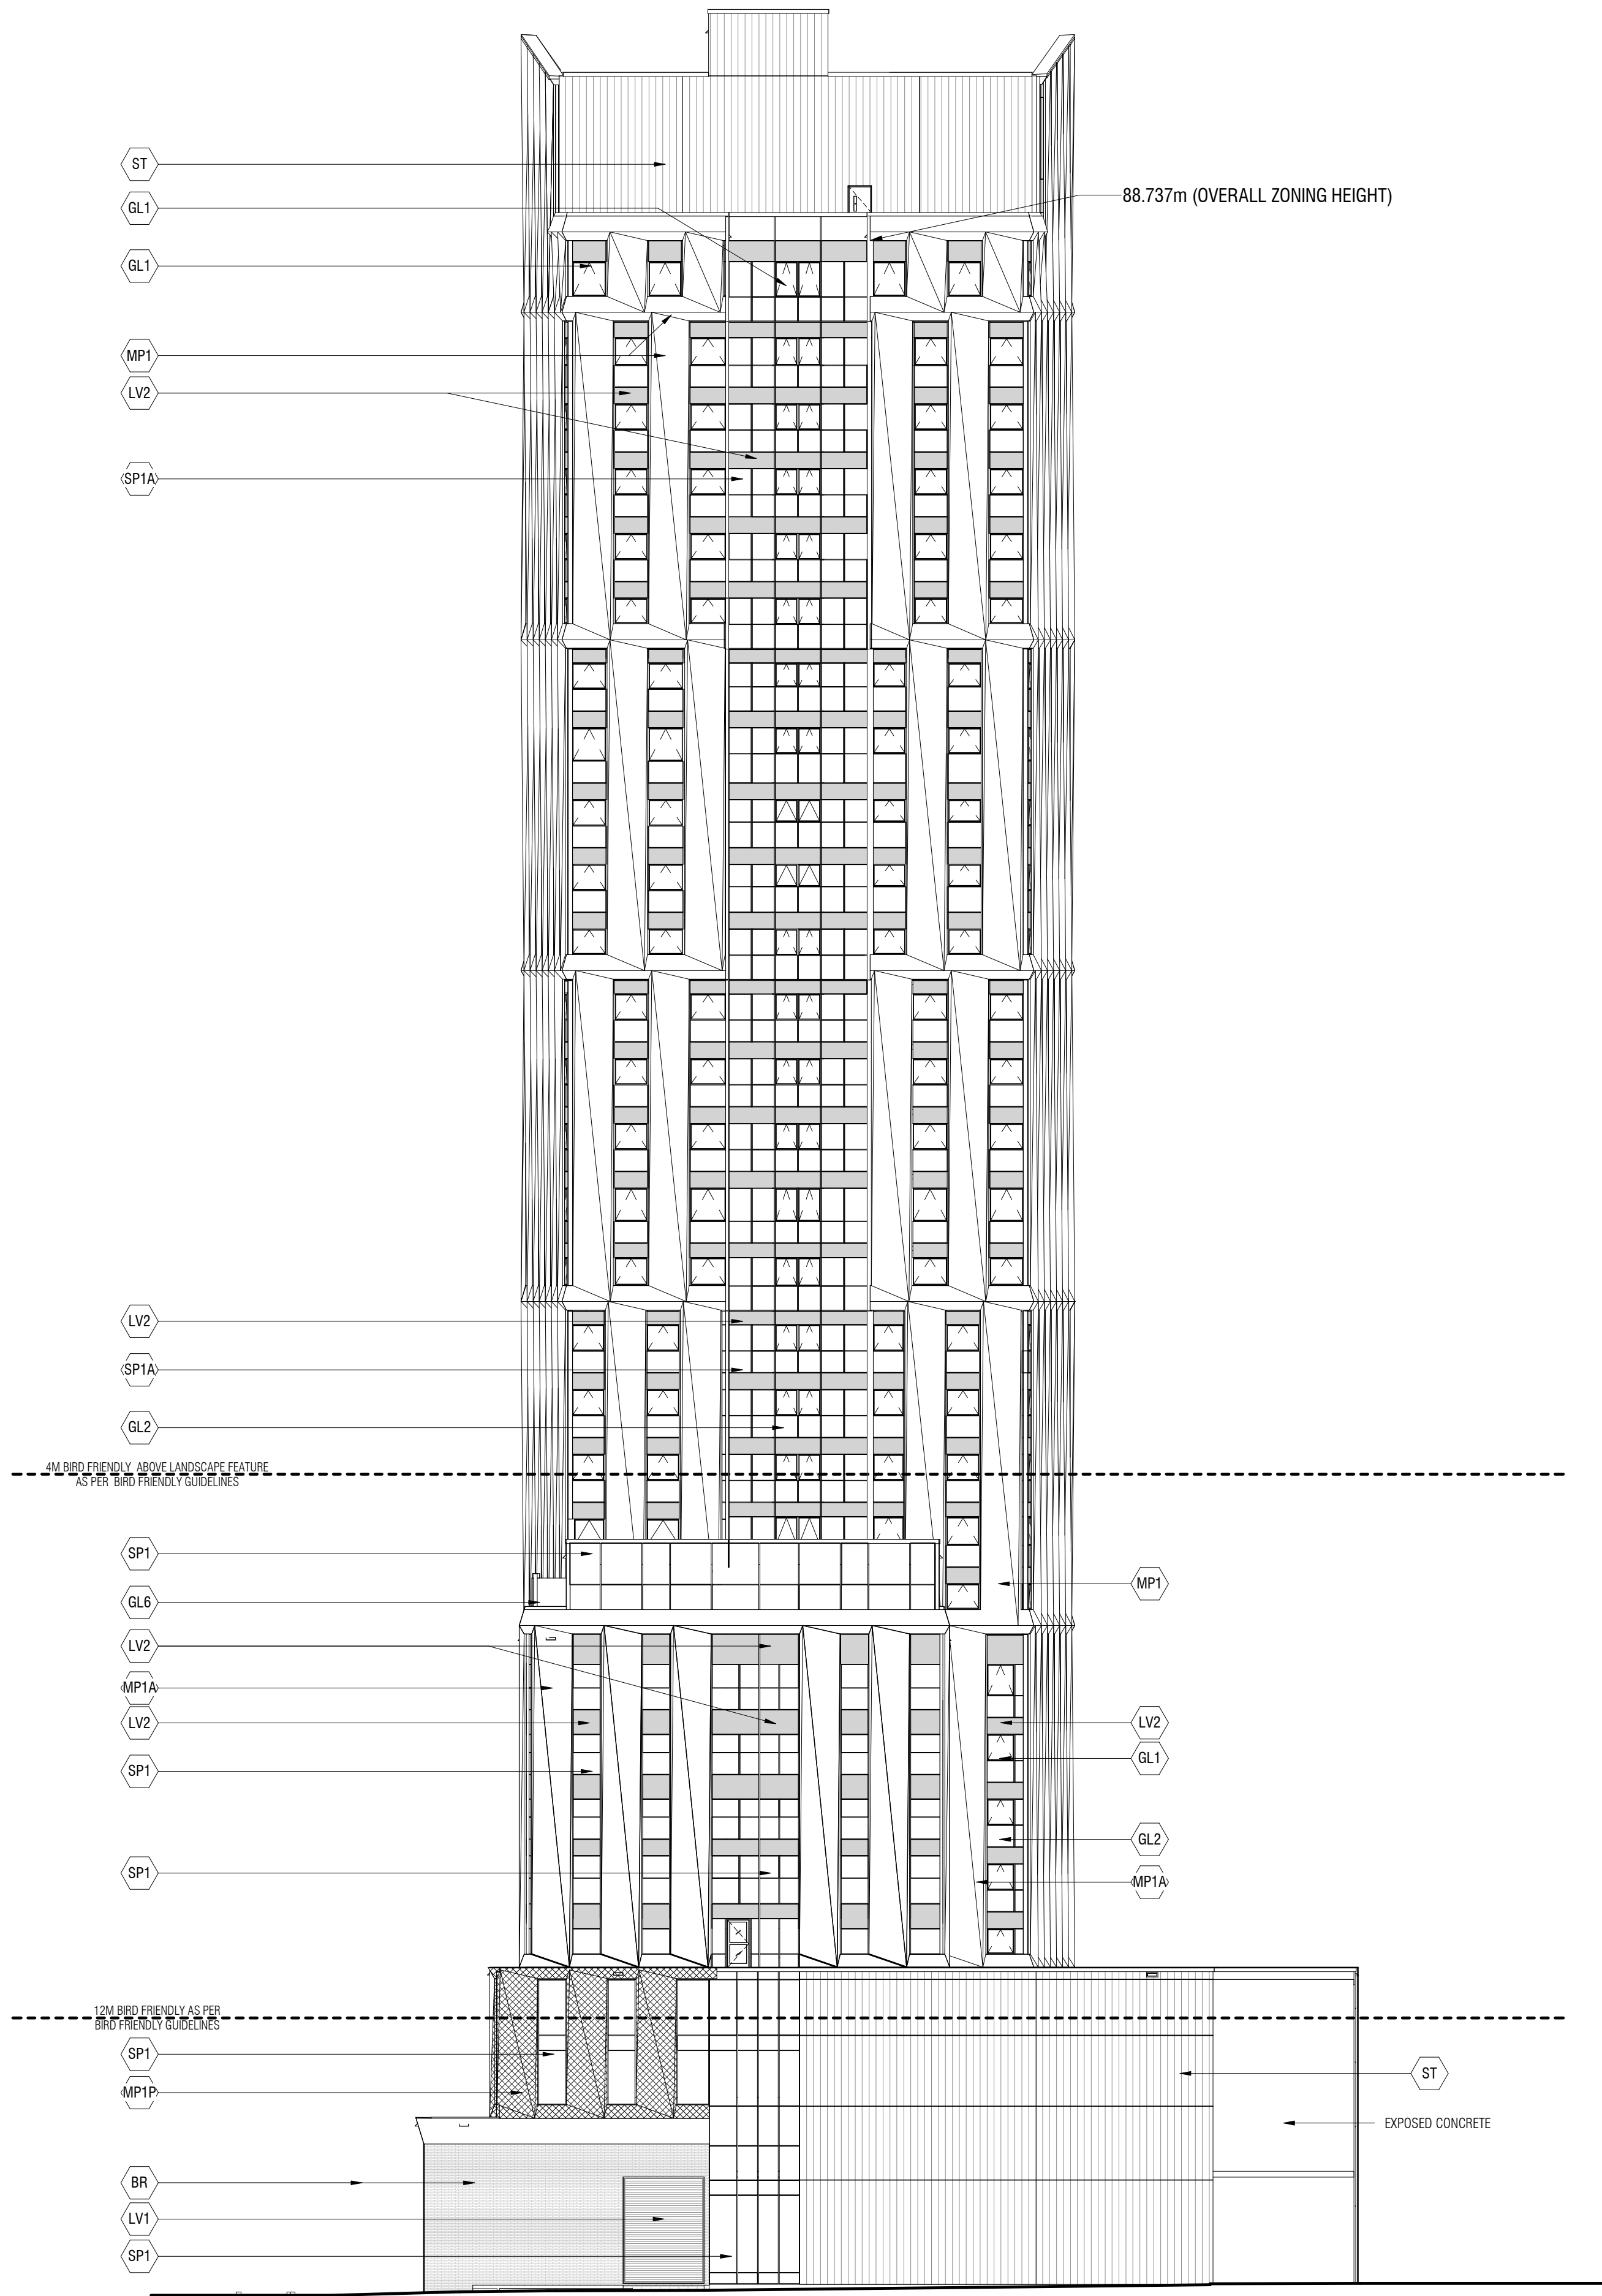 ST
GL1
88.737m (OVERALL ZONING HEIGHT)
GL1
MP1
LV2
SP1A
LV2
SP1A
GL2
4M BIRD FRIENDLY ABOVE LANDSCAPE FEATURE
AS PER BIRD FRIENDLY GUIDELINES
SP1
MP1
GL6
LV2
MP1A
LV2
LV2
GL1
SP1
GL2
SP1
MP1A
12M BIRD FRIENDLY AS PER
BIRD FRIENDLY GUIDELINES
SP1
ST
MP1P
EXPOSED CONCRETE
BR
LV1
SP1